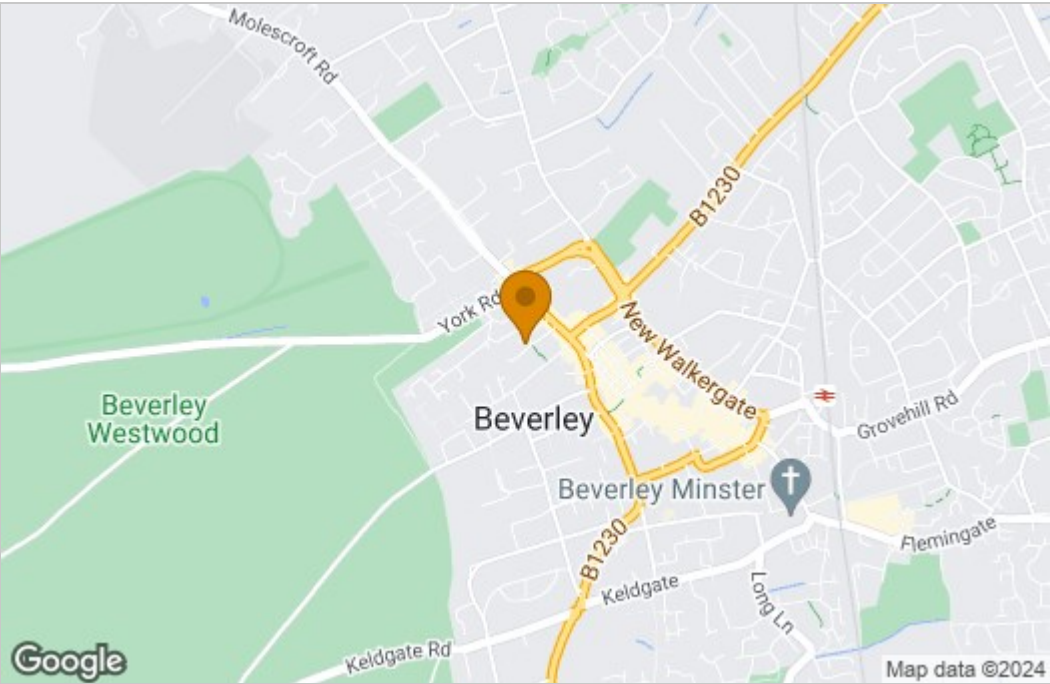 Molescroft Rd
B1230
York Rd
New Walkergate
Beverley
Westwood
Beverley
Grovehill Rd
Beverley Minster
B1230
Flemingate
Keldgate
Long Ln
Keldgate Rd
Google
Map data ©2024